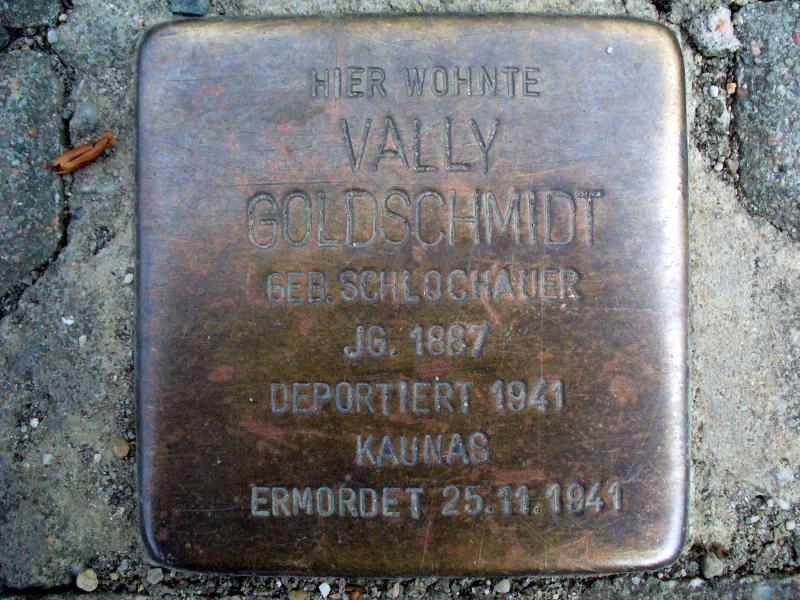 HIER WOHNTE
VALLY
GOLDSCHMIDT
GEB. SCHLOCHAUER
JG. 1887
DEPORTIERT 1941
KAUNAS
ERMORDET 25.11.1941